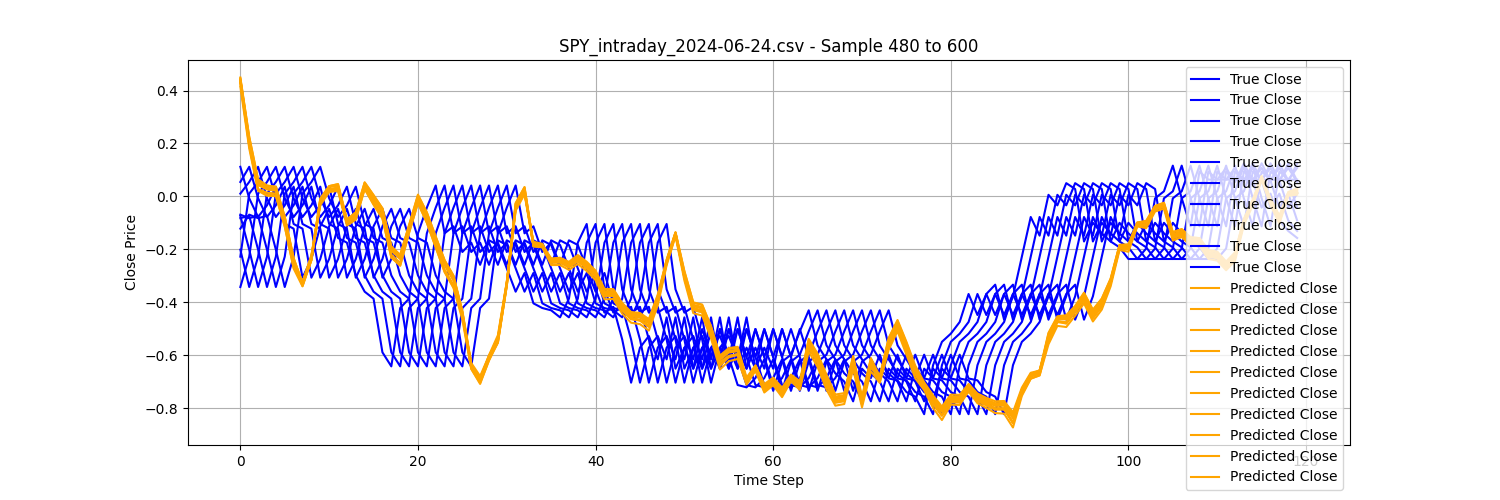 SPY_intraday_2024-06-24.csv - Sample 480 to 600
Close Price
0.4
0.2
0.0
−0.2
−0.4
−0.6
−0.8
0
20
40
60
80
100
120
Time Step
True Close
True Close
True Close
True Close
True Close
True Close
True Close
True Close
True Close
True Close
Predicted Close
Predicted Close
Predicted Close
Predicted Close
Predicted Close
Predicted Close
Predicted Close
Predicted Close
Predicted Close
Predicted Close